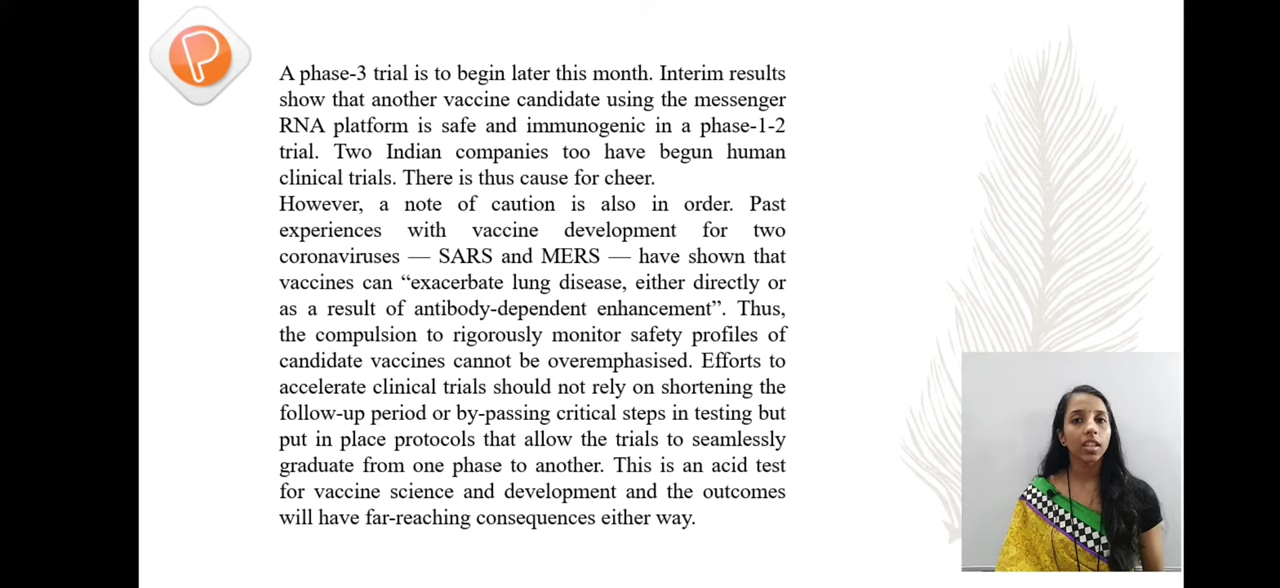 P
A phase-3 trial is to begin later this month. Interim results
show that another vaccine candidate using the messenger
RNA platform is safe and immunogenic in a phase-1-2
trial. Two Indian companies too have begun human
clinical trials. There is thus cause for cheer.
However, a note of caution is also in order. Past
experiences with vaccine development for two
coronaviruses — SARS and MERS — have shown that
vaccines can “exacerbate lung disease, either directly or
as a result of antibody-dependent enhancement”. Thus,
the compulsion to rigorously monitor safety profiles of
candidate vaccines cannot be overemphasised. Efforts to
accelerate clinical trials should not rely on shortening the
follow-up period or by-passing critical steps in testing but
put in place protocols that allow the trials to seamlessly
graduate from one phase to another. This is an acid test
for vaccine science and development and the outcomes
will have far-reaching consequences either way.